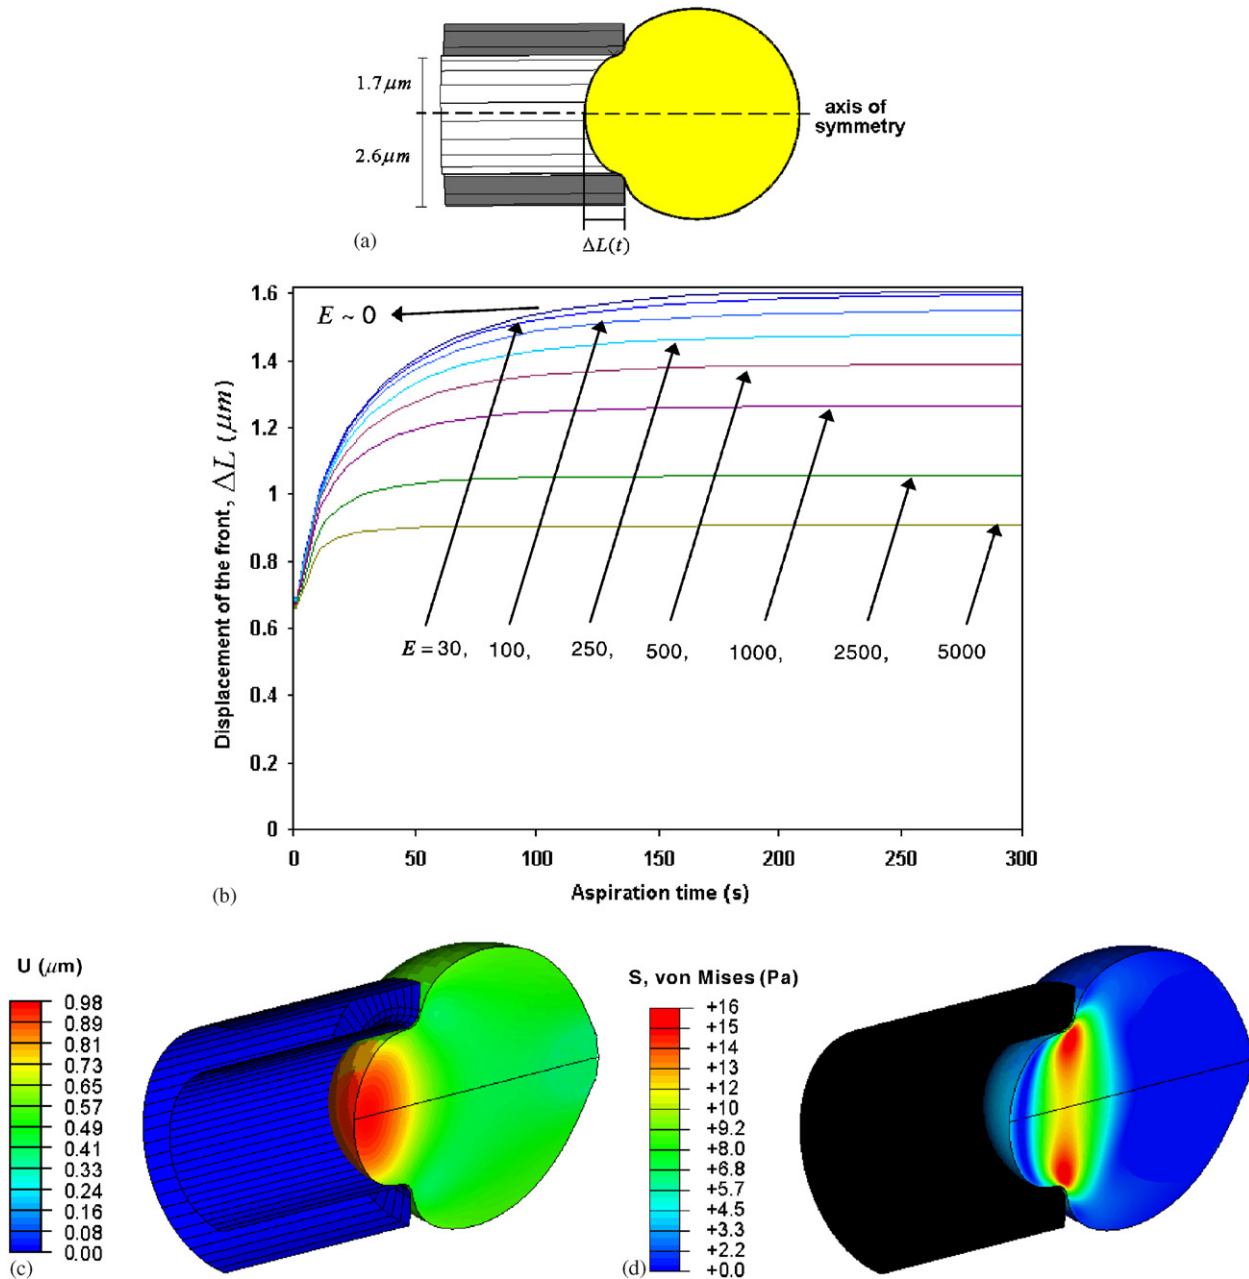 1.7 μm
2.6 μm
axis of
symmetry
ΔL(t)
(a)
Displacement of the front, ΔL (μm)
1.6
1.4
1.2
1
0.8
0.6
0.4
0.2
0
E ~ 0
E = 30, 100, 250, 500, 1000, 2500, 5000
0 50 100 150 200 250 300
Aspiration time (s)
(b)
U (μm)
0.98
0.89
0.81
0.73
0.65
0.57
0.49
0.41
0.33
0.24
0.16
0.08
0.00
(c)
S, von Mises (Pa)
+16
+15
+14
+13
+12
+10
+9.2
+8.0
+6.8
+5.7
+4.5
+3.3
+2.2
+0.0
(d)